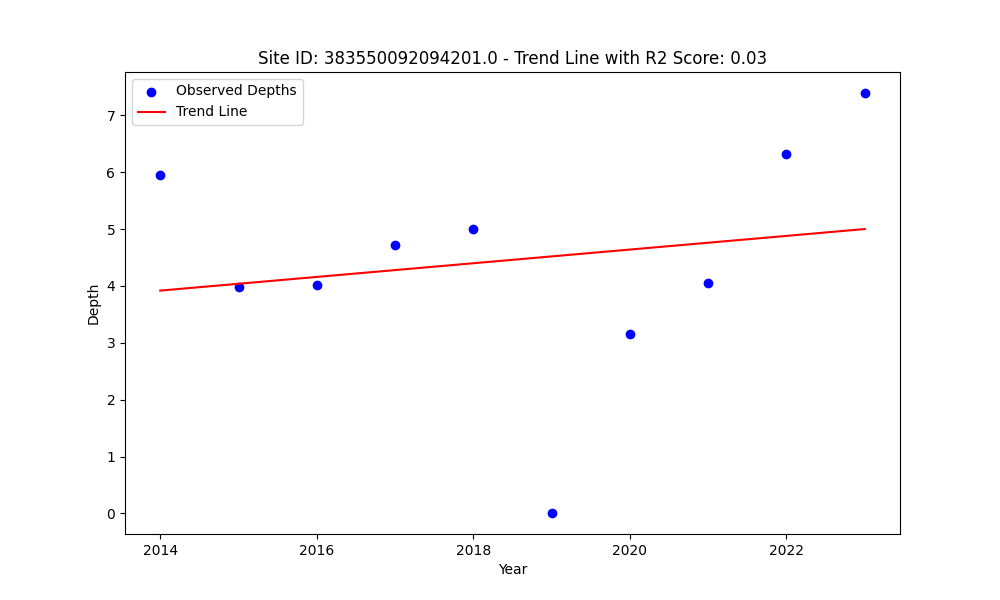 Site ID: 383550092094201.0 - Trend Line with R2 Score: 0.03
Observed Depths
Trend Line
7
6
5
4
3
2
1
0
Depth
2014
2016
2018
2020
2022
Year